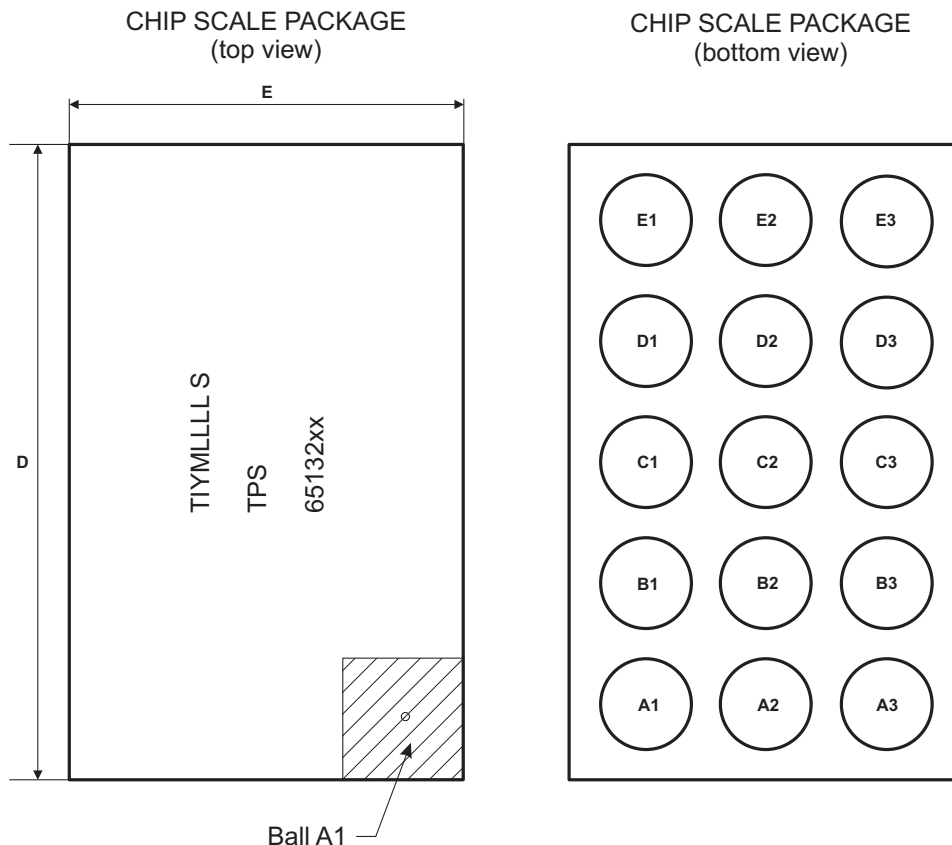 CHIP SCALE PACKAGE
(top view)
E
D
TIYMLLLL S
TPS
65132xx
Ball A1
CHIP SCALE PACKAGE
(bottom view)
E1 E2 E3
D1 D2 D3
C1 C2 C3
B1 B2 B3
A1 A2 A3